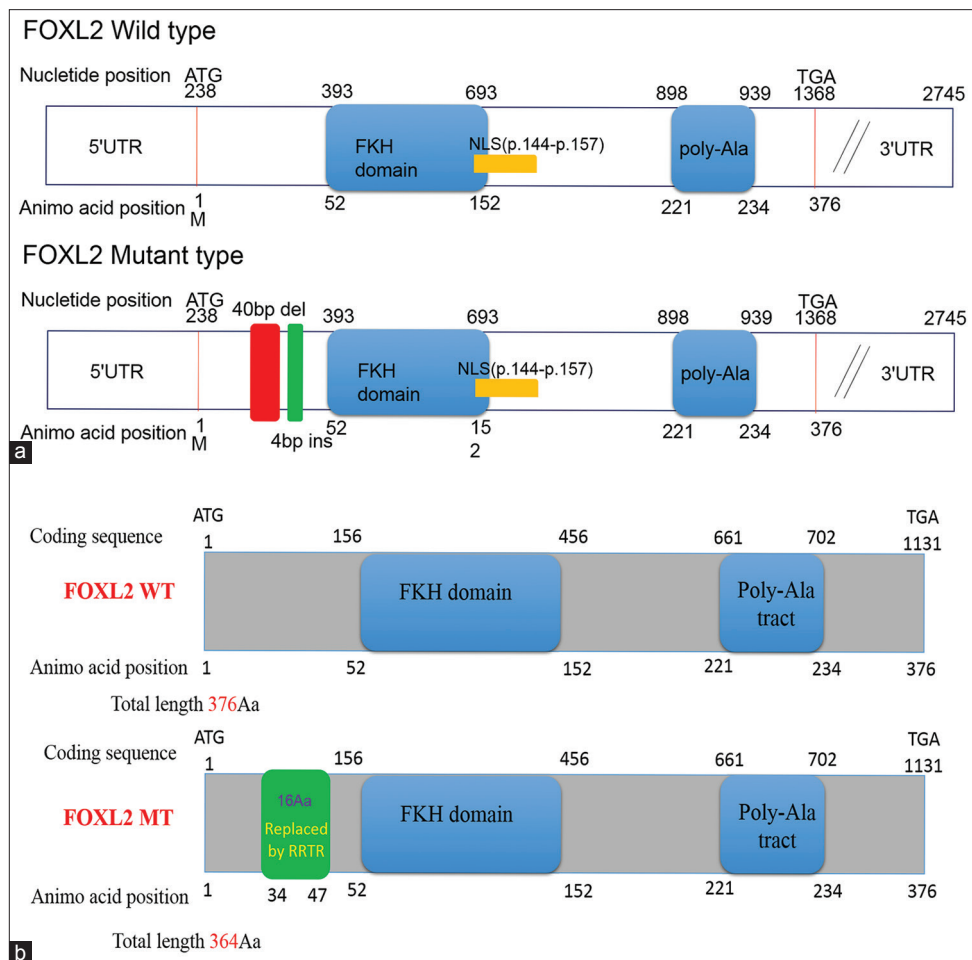 FOXL2 Wild type
Nucletide position
ATG
238
393
693
898
939
TGA
1368
2745
5'UTR
FKH
domain
NLS(p.144-p.157)
poly-Ala
3'UTR
Animo acid position
1
M
52
152
221
234
376
FOXL2 Mutant type
Nucletide position
ATG
238
40bp del
393
693
898
939
TGA
1368
2745
5'UTR
FKH
domain
NLS(p.144-p.157)
poly-Ala
3'UTR
Animo acid position
1
M
4bp ins
52
15
2
221
234
376
a
Coding sequence
ATG
1
156
456
661
702
TGA
1131
FOXL2 WT
FKH domain
Poly-Ala
tract
Animo acid position
1
52
152
221
234
376
Total length 376Aa
Coding sequence
ATG
1
156
456
661
702
TGA
1131
FOXL2 MT
16Aa
Replaced
by RRTR
FKH domain
Poly-Ala
tract
Animo acid position
1
34
47
52
152
221
234
376
Total length 364Aa
b